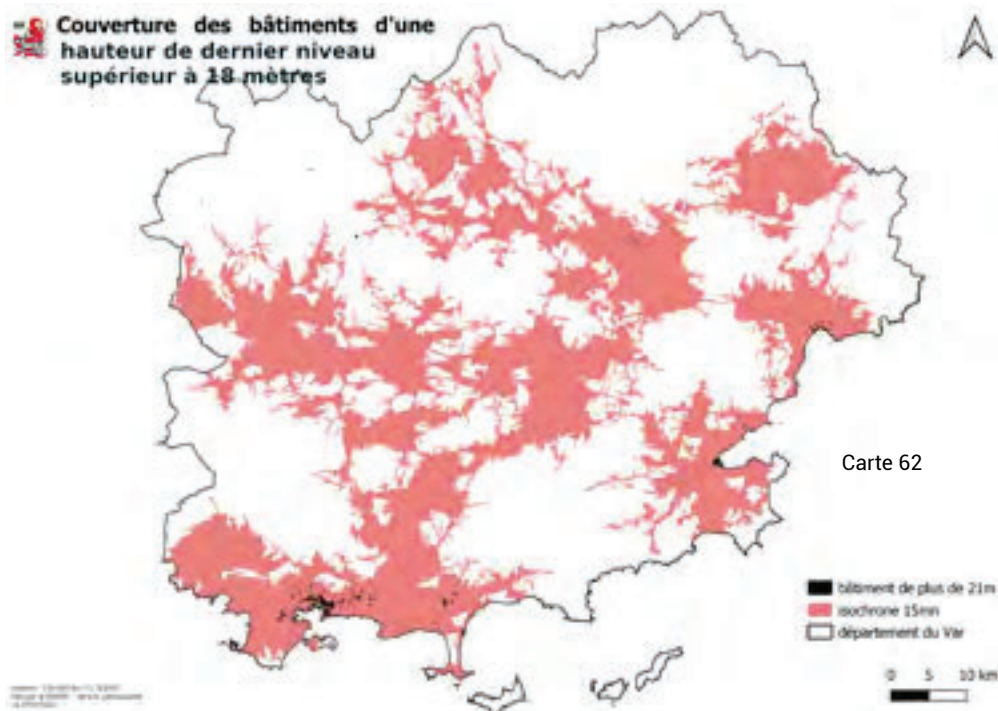 Couverture des bâtiments d'une
hauteur de dernier niveau
supérieur à 18 mètres
Carte 62
bâtiment de plus de 21m
isochrone 15mn
département du Var
0 5 10 km